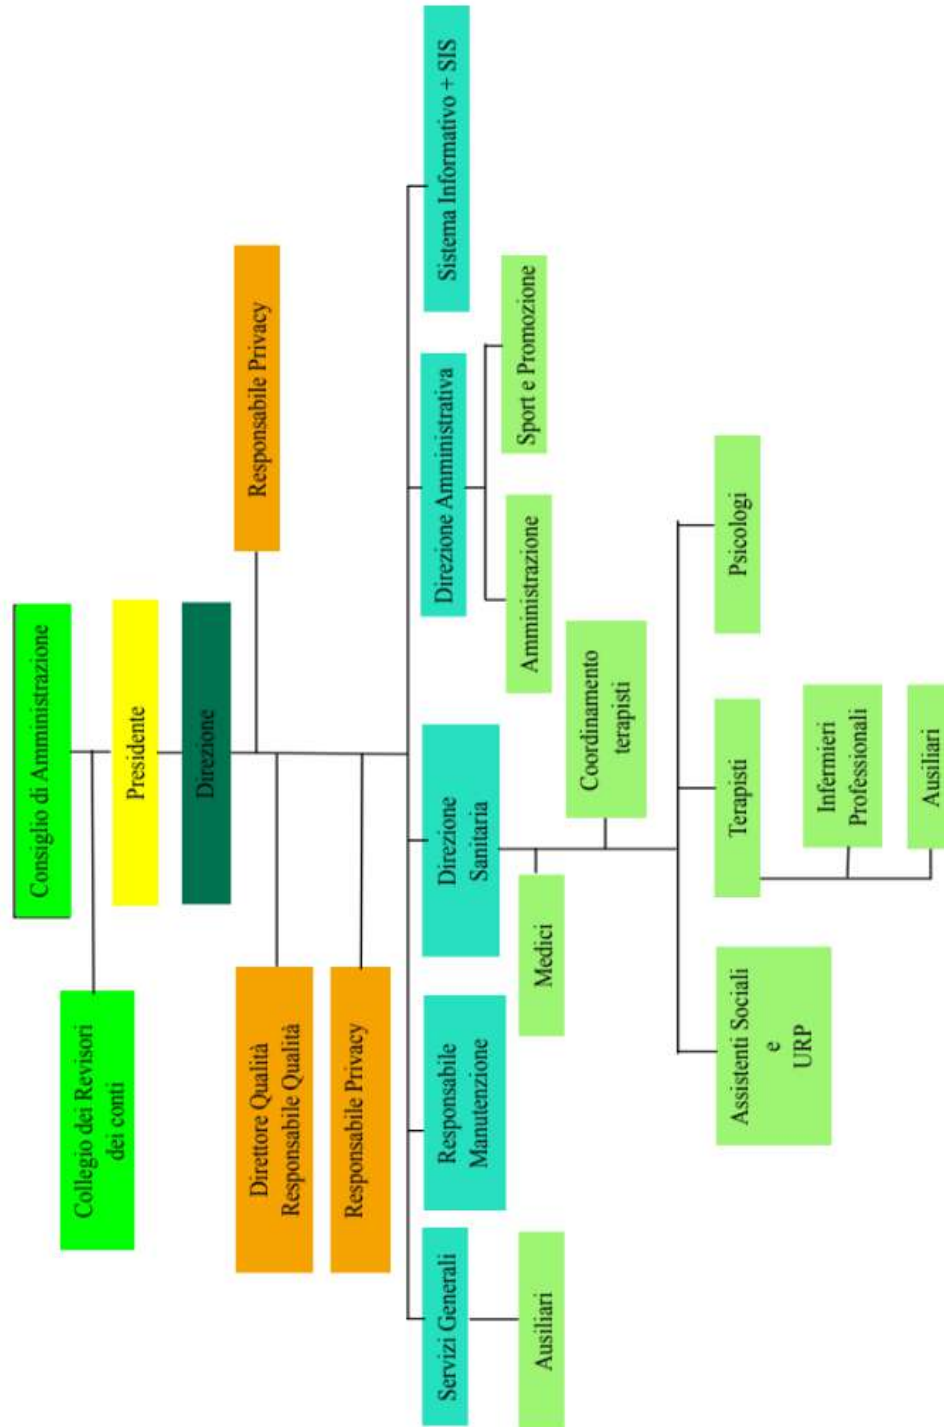 Consiglio di Amministrazione
Collegio dei Revisori
dei conti
Presidente
Direzione
Responsabile Privacy
Direttore Qualità
Responsabile Qualità
Responsabile Privacy
Servizi Generali
Responsabile
Manutenzione
Direzione
Sanitaria
Direzione Amministrativa
Sistema Informativo + SIS
Ausiliari
Medici
Amministrazione
Sport e Promozione
Coordinamento
terapisti
Assistenti Sociali
e
URP
Terapisti
Psicologi
Infermieri
Professionali
Ausiliari